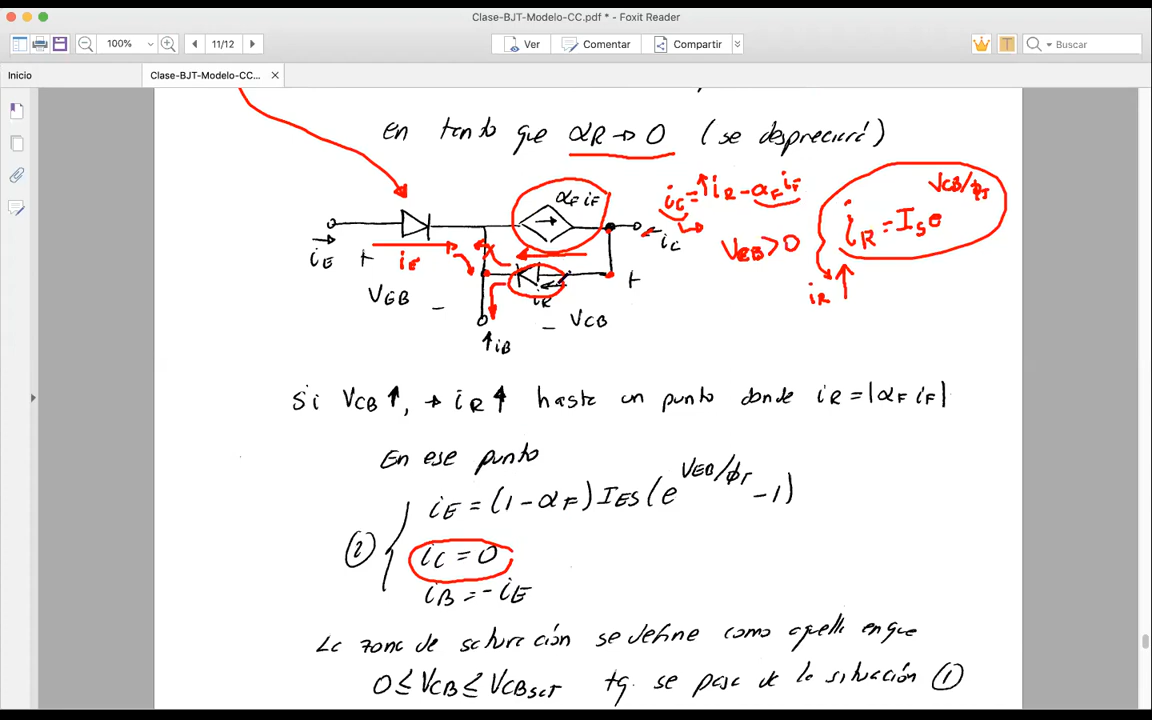 Clase-BJT-Modelo-CC.pdf * - Foxit Reader
100% 11/12 Ver Comentar Compartir Buscar
Inicio Clase-BJT-Modelo-CC...
en tanto que αR → 0 (se despreciará)
αF iF
iC = ↑iR - αF iF
VCB/ϕT
iR = IS e
VCB > 0
iR ↑
iE + iE iC
VEB - iR +
- VCB
↑iB
Si VCB ↑, → iR ↑ hasta un punto donde iR = |αF iF|
En ese punto
iE = (1 - αF) IES (e VEB/ϕT - 1)
② iC = 0
iB = - iE
La zona de saturación se define como aquella en que
0 ≤ VCB ≤ VCBsat tq. se pasa de la situación ①